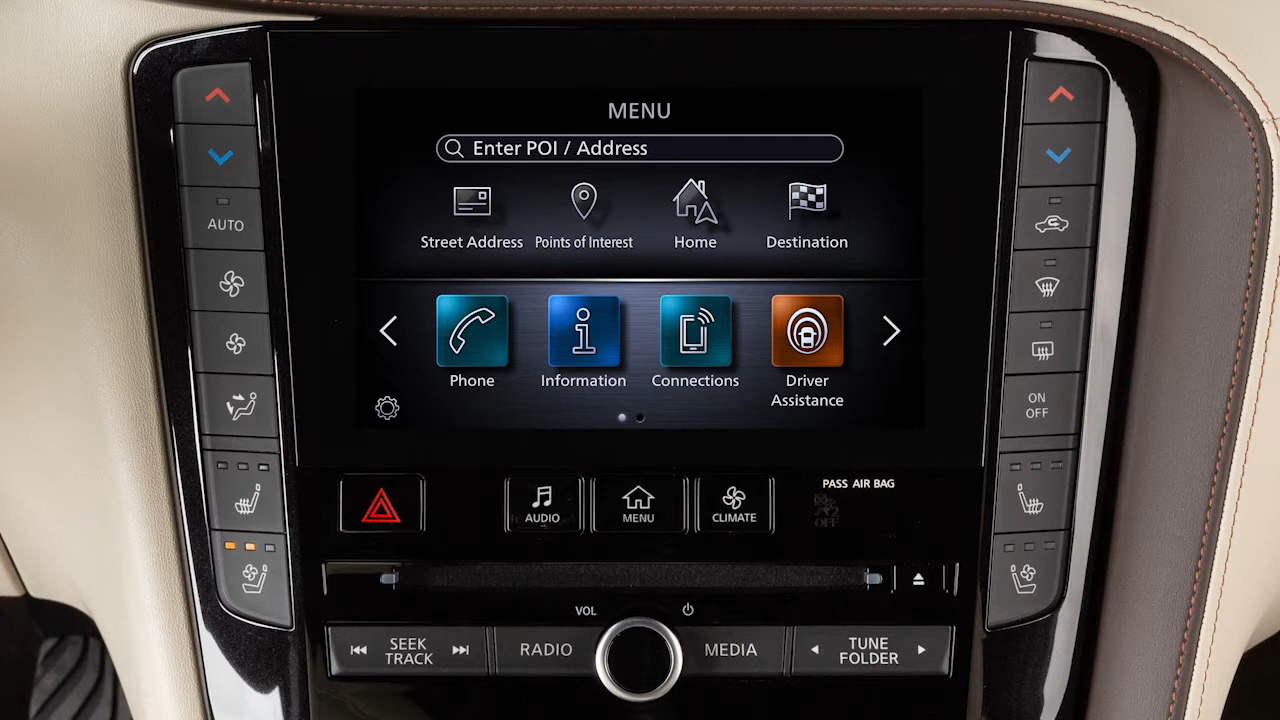 MENU
Enter POI / Address
Street Address
Points of Interest
Home
Destination
Phone
Information
Connections
Driver
Assistance
AUTO
ON
OFF
AUDIO
MENU
CLIMATE
PASS AIR BAG
OFF
VOL
SEEK
TRACK
RADIO
MEDIA
TUNE
FOLDER